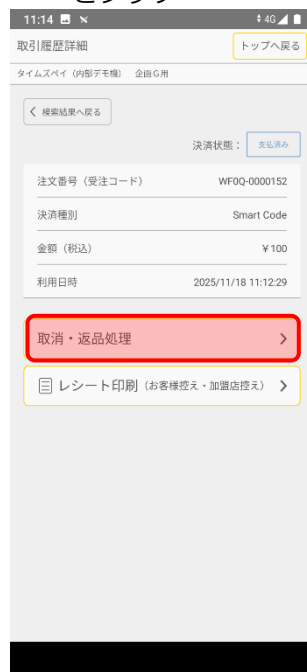 11:14 4G
取引履歴詳細 トップへ戻る
タイムズペイ（内部デモ機） 企画G用
検索結果へ戻る
決済状態： 支払済み
注文番号（受注コード） WF0Q-0000152
決済種別 Smart Code
金額（税込） ￥100
利用日時 2025/11/18 11:12:29
取消・返品処理
レシート印刷（お客様控え・加盟店控え）